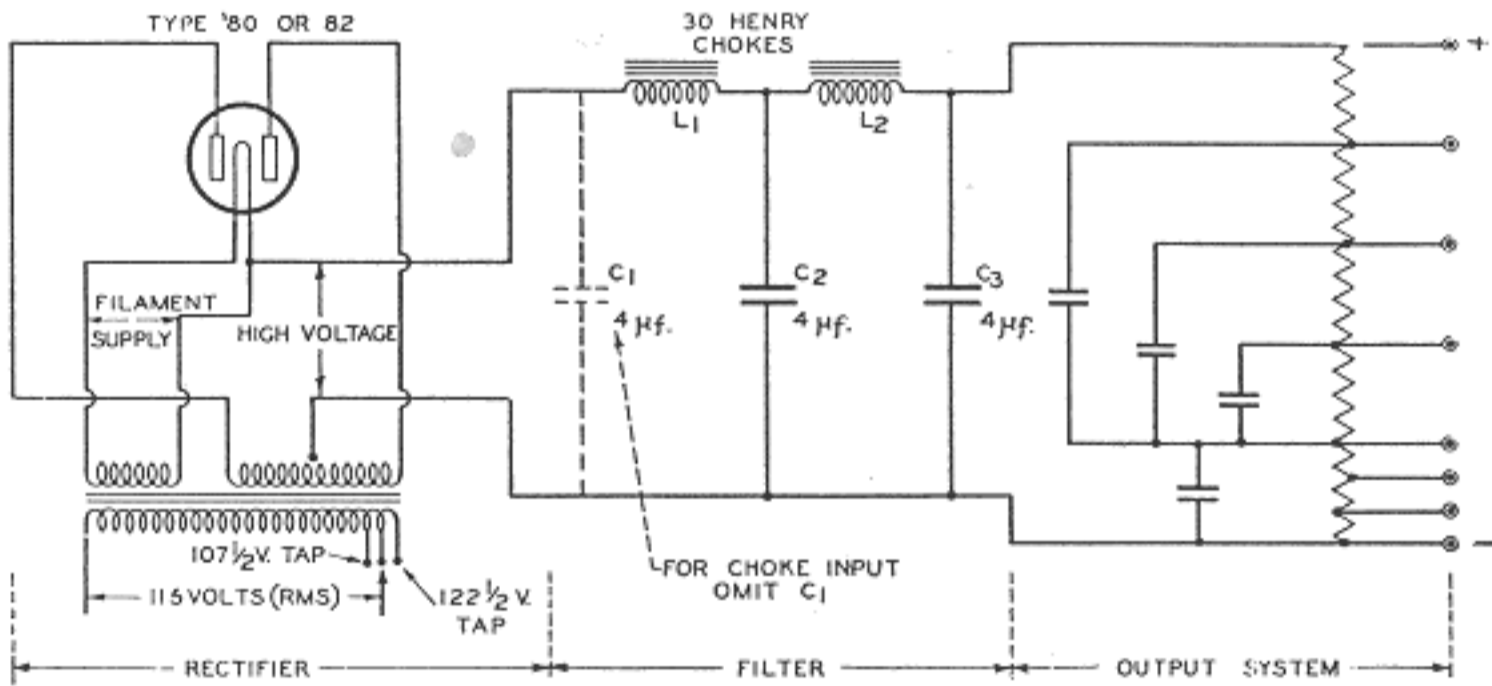 TYPE '80 OR 82
30 HENRY
CHOKES
+
L1
L2
C1
4 μf.
C2
4 μf.
C3
4 μf.
FILAMENT
SUPPLY
HIGH VOLTAGE
107½V. TAP
115 VOLTS (RMS)
122½ V.
TAP
FOR CHOKE INPUT
OMIT C1
−
RECTIFIER
FILTER
OUTPUT SYSTEM